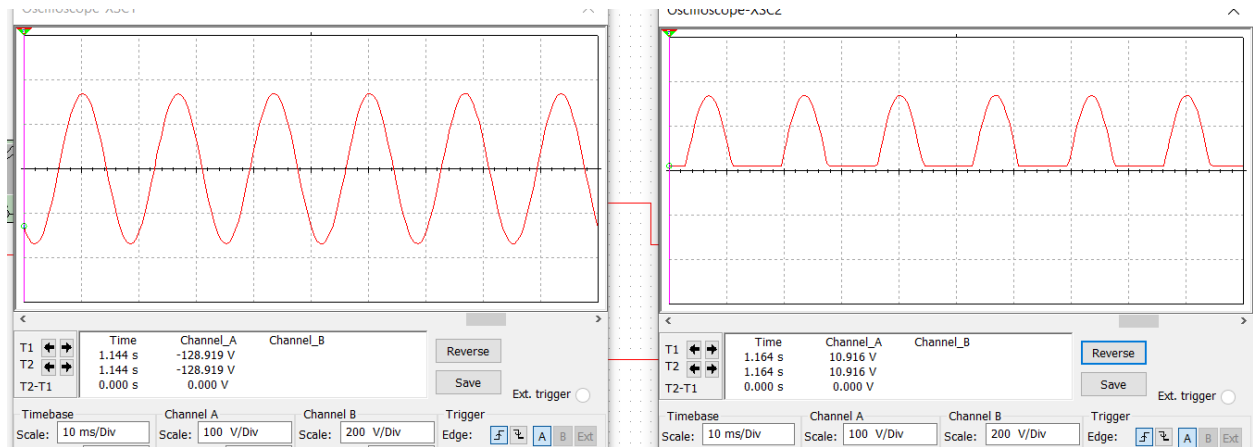 Oscilloscope-XSC1
Time Channel_A Channel_B
T1 1.144 s -128.919 V
T2 1.144 s -128.919 V
T2-T1 0.000 s 0.000 V
Reverse
Save
Ext. trigger
Timebase Channel A Channel B Trigger
Scale: 10 ms/Div Scale: 100 V/Div Scale: 200 V/Div Edge: A B Ext
Oscilloscope-XSC2
Time Channel_A Channel_B
T1 1.164 s 10.916 V
T2 1.164 s 10.916 V
T2-T1 0.000 s 0.000 V
Reverse
Save
Ext. trigger
Timebase Channel A Channel B Trigger
Scale: 10 ms/Div Scale: 100 V/Div Scale: 200 V/Div Edge: A B Ext